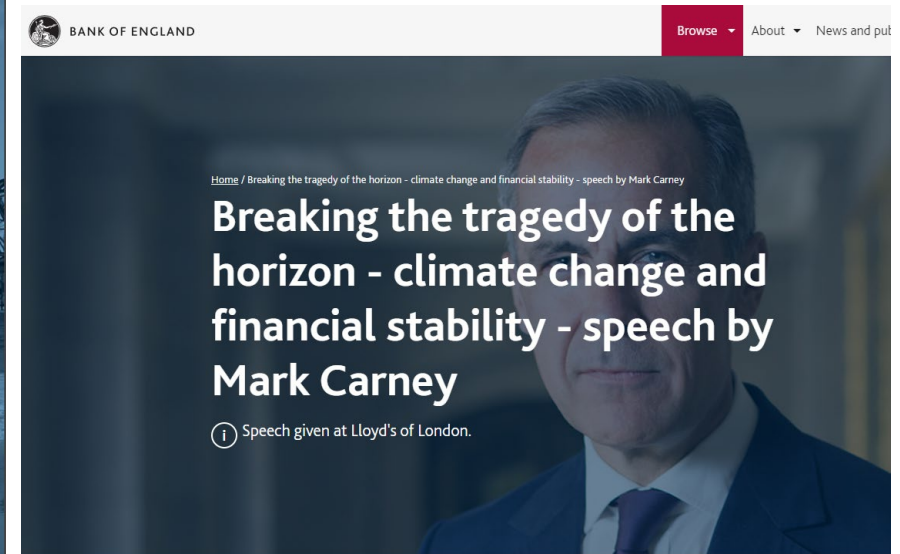 BANK OF ENGLAND
Browse About News and pub
Home / Breaking the tragedy of the horizon - climate change and financial stability - speech by Mark Carney
Breaking the tragedy of the
horizon - climate change and
financial stability - speech by
Mark Carney
i Speech given at Lloyd's of London.